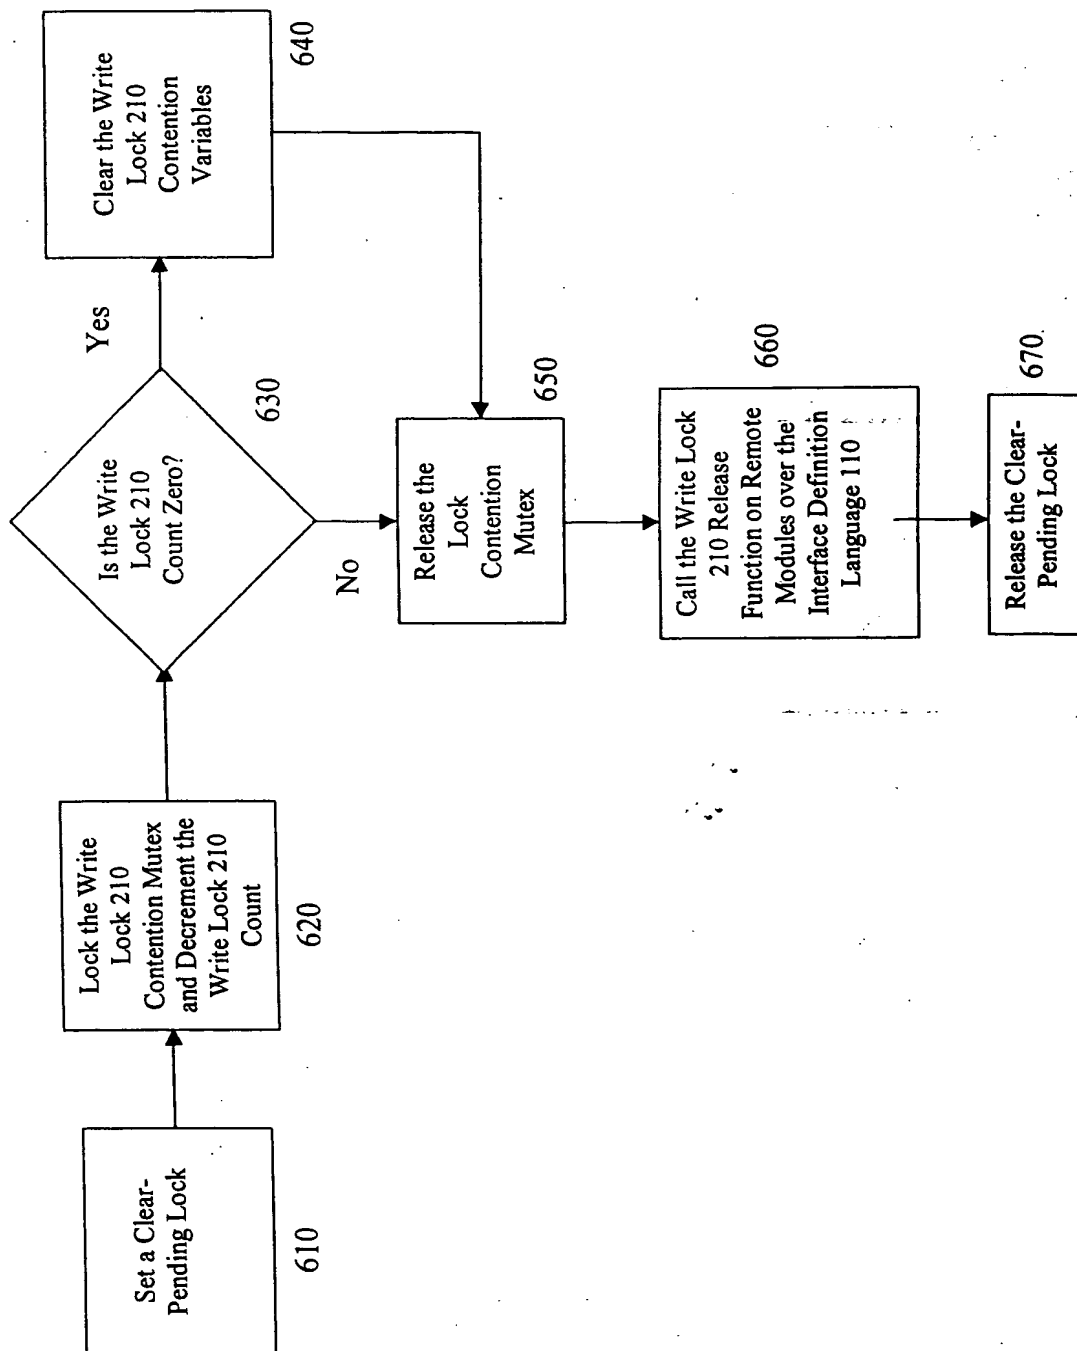 Set a Clear-
Pending Lock
610
Lock the Write
Lock 210
Contention Mutex
and Decrement the
Write Lock 210
Count
620
Is the Write
Lock 210
Count Zero?
630
Yes
No
Clear the Write
Lock 210
Contention
Variables
640
Release the
Lock
Contention
Mutex
650
Call the Write Lock
210 Release
Function on Remote
Modules over the
Interface Definition
Language 110
660
Release the Clear-
Pending Lock
670